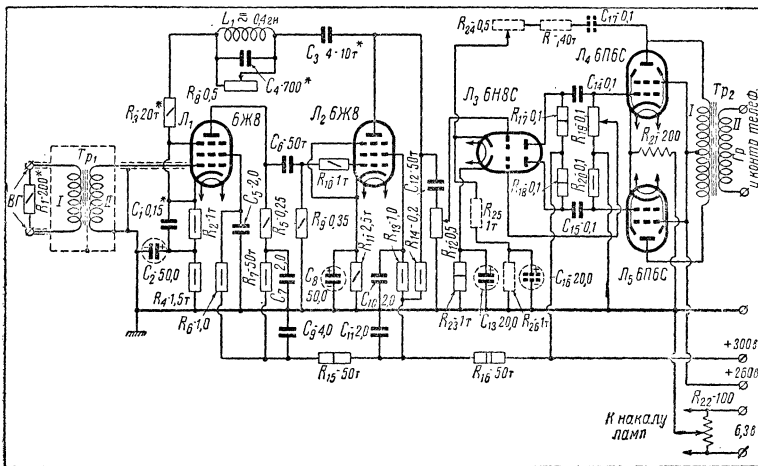 L₁ ≈ 0,4гн
C₃ 4-10т*
C₄-700*
R₈-0,5
R₃-20т*
Л₁ 6Ж8
Л₂ 6Ж8
C₆-50т
R₁₀-1т
C₁₂-50т
R₂₄-0,5
C₁₇-0,1
Л₄ 6П6С
Л₃ 6Н8С
R₁₇-0,1
C₁₄-0,1
R₁₉-0,1
R₂₁-200
Тр₂
I
II
Гр
и контр. телеф.
R₁₈-0,1
R₂₀-0,1
C₁₅-0,1
Л₅ 6П6С
Тр₁
ВГ
R₁-200*
I
II
C₁-0,15*
C₂-50,0
R₂-1т
R₄-1,5т
R₆-1,0
C₅-2,0
R₅-0,25
R₇-50т
C₇ 2,0
R₉-0,35
C₈ 50,0
R₁₁-2,5т
C₁₀-2,0
R₁₃-1,0
R₁₄-0,2
R₁₂-0,5
R₂₅ 1т
R₂₃-1т
C₁₃ 20,0
R₂₆-1т
C₁₆-20,0
C₉-4,0
C₁₁-2,0
R₁₅-50т
R₁₆-50т
+300в
+260в
R₂₂-100
К накалу ламп
6,3в